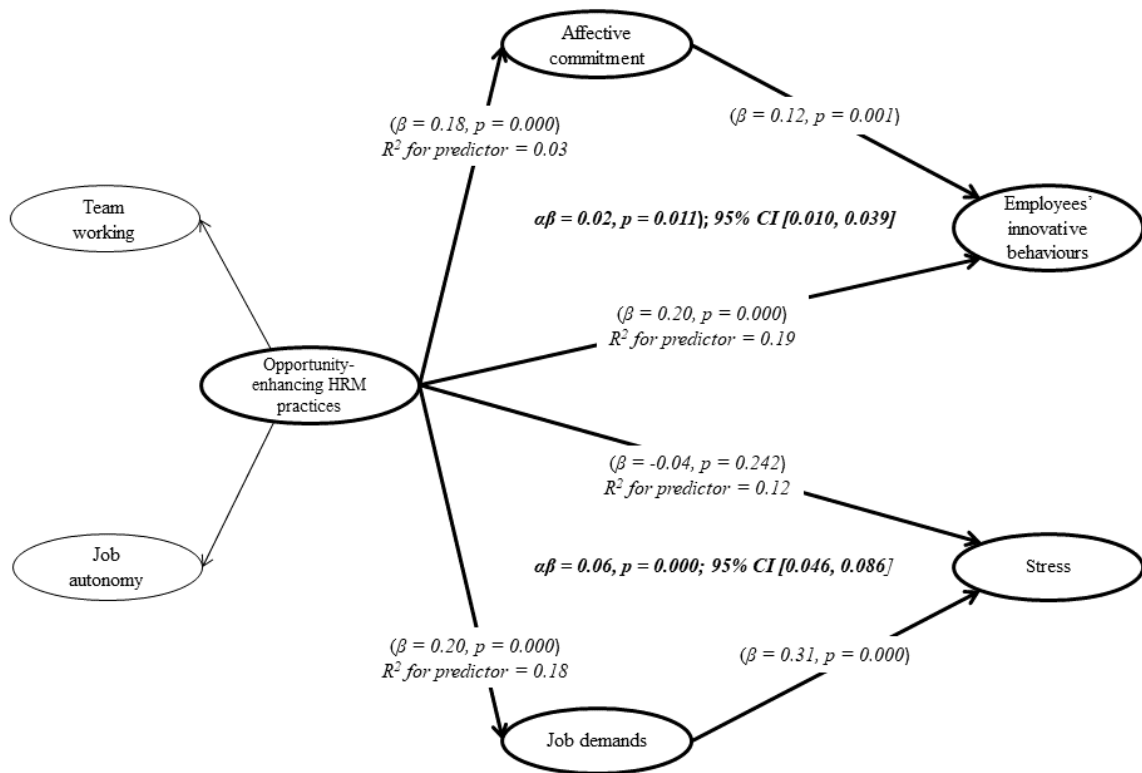 Affective
commitment
(β = 0.18, p = 0.000)
R² for predictor = 0.03
(β = 0.12, p = 0.001)
Team
working
αβ = 0.02, p = 0.011); 95% CI [0.010, 0.039]
Employees’
innovative
behaviours
(β = 0.20, p = 0.000)
R² for predictor = 0.19
Opportunity-
enhancing HRM
practices
(β = -0.04, p = 0.242)
R² for predictor = 0.12
Job
autonomy
αβ = 0.06, p = 0.000; 95% CI [0.046, 0.086]
Stress
(β = 0.20, p = 0.000)
R² for predictor = 0.18
(β = 0.31, p = 0.000)
Job demands